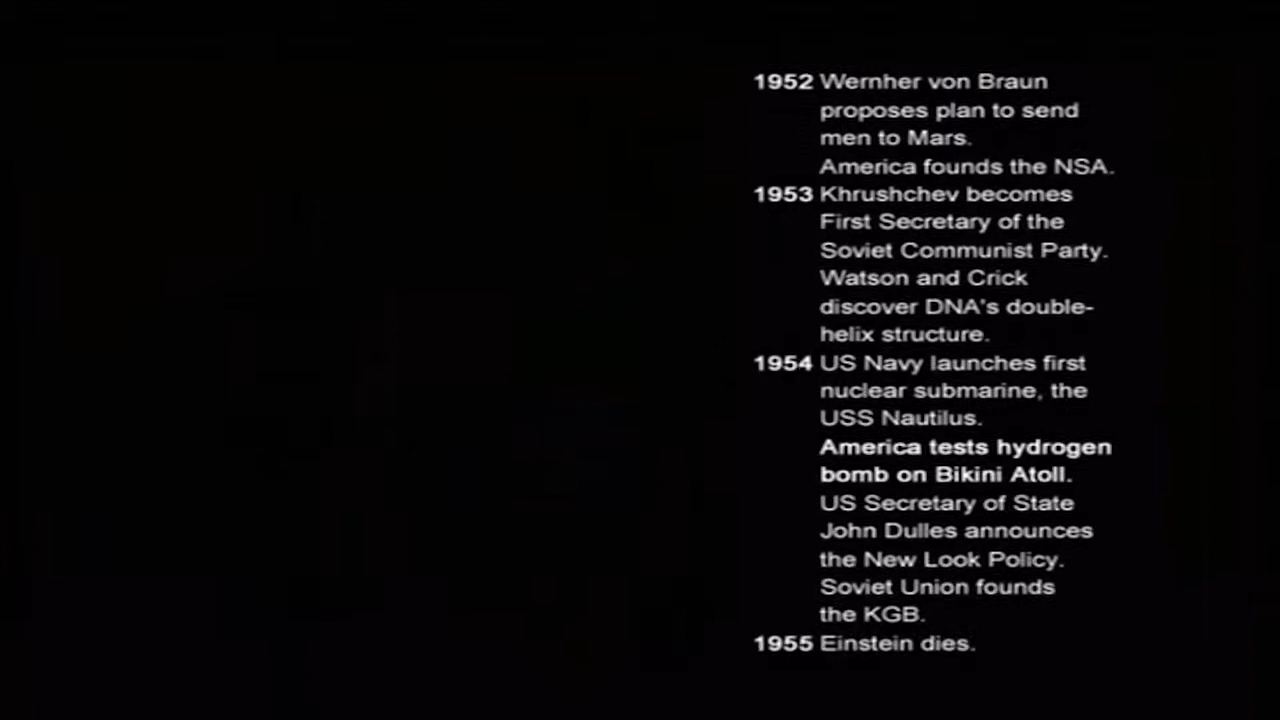 1952 Wernher von Braun
proposes plan to send
men to Mars.
America founds the NSA.
1953 Khrushchev becomes
First Secretary of the
Soviet Communist Party.
Watson and Crick
discover DNA's double-
helix structure.
1954 US Navy launches first
nuclear submarine, the
USS Nautilus.
America tests hydrogen
bomb on Bikini Atoll.
US Secretary of State
John Dulles announces
the New Look Policy.
Soviet Union founds
the KGB.
1955 Einstein dies.